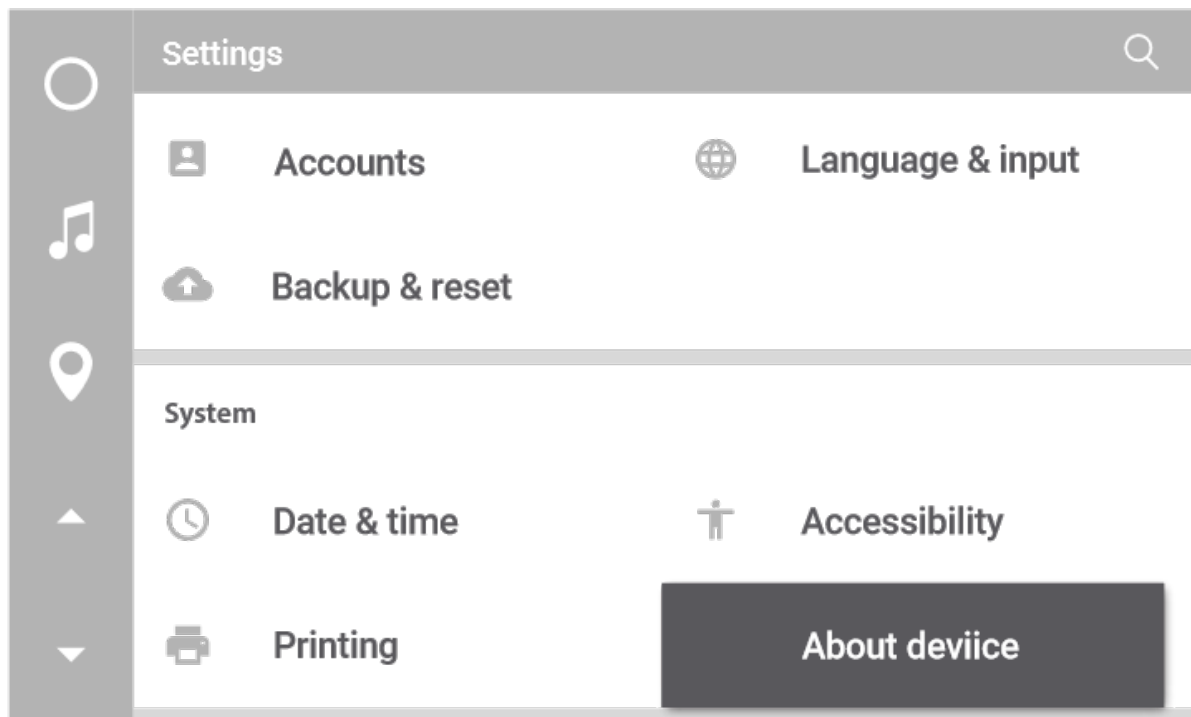 Settings
Accounts
Language & input
Backup & reset
System
Date & time
Accessibility
Printing
About deviice